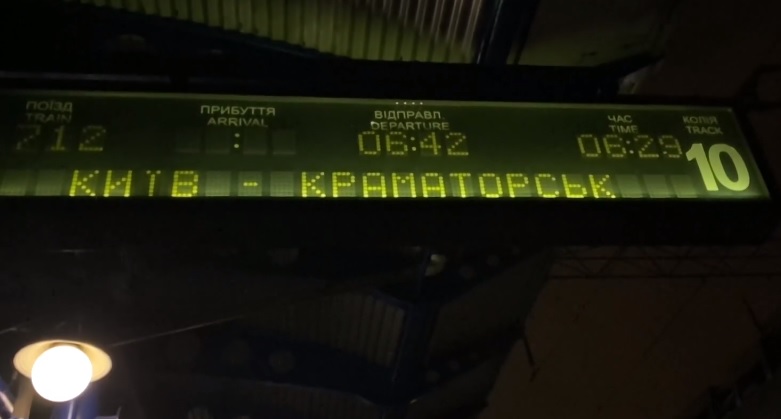 ПОЇЗД ПРИБУТТЯ ВІДПРАВЛ. ЧАС КОЛІЯ
TRAIN ARRIVAL DEPARTURE TIME TRACK
712 : 06:42 06:29 10
КИЇВ - КРАМАТОРСЬК